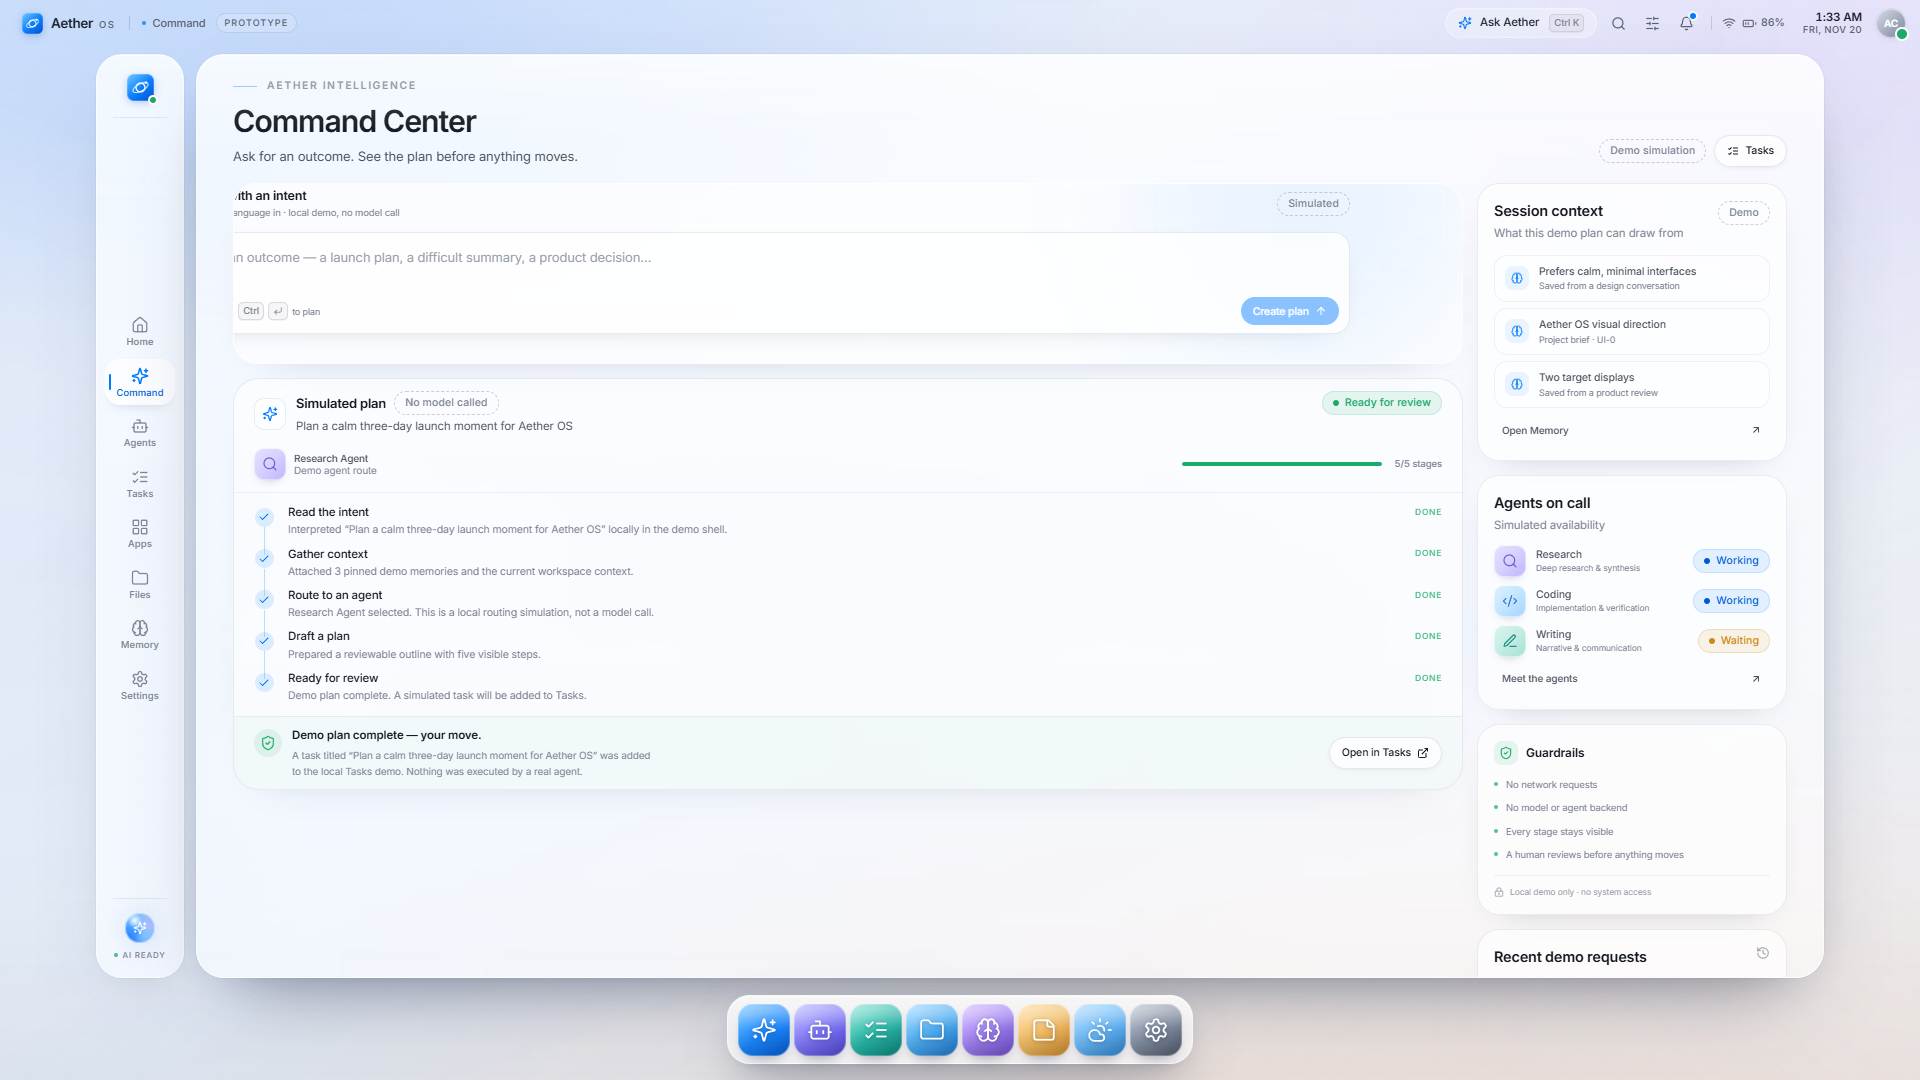 Aether OS
Command
PROTOTYPE
Ask Aether
Ctrl K
86%
1:33 AM
FRI, NOV 20
AC
Home
Command
Agents
Tasks
Apps
Files
Memory
Settings
AI READY
AETHER INTELLIGENCE
Command Center
Ask for an outcome. See the plan before anything moves.
Demo simulation
Tasks
ith an intent
anguage in · local demo, no model call
Simulated
n outcome — a launch plan, a difficult summary, a product decision...
Ctrl ↵ to plan
Create plan
Simulated plan
No model called
Ready for review
Plan a calm three-day launch moment for Aether OS
Research Agent
Demo agent route
5/5 stages
Read the intent
DONE
Interpreted “Plan a calm three-day launch moment for Aether OS” locally in the demo shell.
Gather context
DONE
Attached 3 pinned demo memories and the current workspace context.
Route to an agent
DONE
Research Agent selected. This is a local routing simulation, not a model call.
Draft a plan
DONE
Prepared a reviewable outline with five visible steps.
Ready for review
DONE
Demo plan complete. A simulated task will be added to Tasks.
Demo plan complete — your move.
A task titled “Plan a calm three-day launch moment for Aether OS” was added
to the local Tasks demo. Nothing was executed by a real agent.
Open in Tasks
Session context
Demo
What this demo plan can draw from
Prefers calm, minimal interfaces
Saved from a design conversation
Aether OS visual direction
Project brief · UI-0
Two target displays
Saved from a product review
Open Memory
Agents on call
Simulated availability
Research
Deep research & synthesis
Working
Coding
Implementation & verification
Working
Writing
Narrative & communication
Waiting
Meet the agents
Guardrails
No network requests
No model or agent backend
Every stage stays visible
A human reviews before anything moves
Local demo only · no system access
Recent demo requests